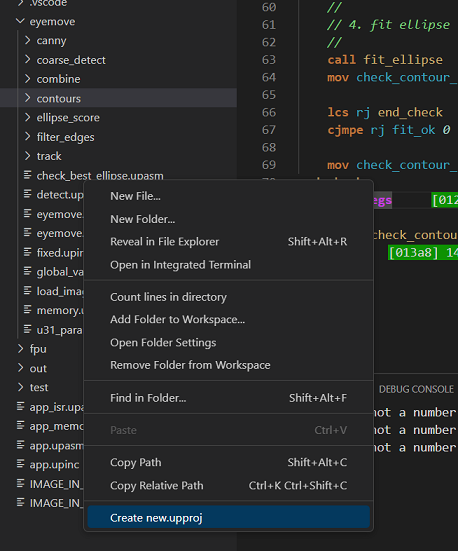 .vscode
eyemove
canny
coarse_detect
combine
contours
ellipse_score
filter_edges
track
check_best_ellipse.upasm
detect.up
eyemove.
eyemove.
fixed.upin
global_va
load_imag
memory.u
u31_para
fpu
out
test
app_isr.upa
app_memo
app.upasm
app.upinc
IMAGE_IN_
IMAGE_IN_
60 //
61 // 4. fit ellipse
62 //
63 call fit_ellipse
64 mov check_contour_
65
66 lcs rj end_check
67 cjmpe rj fit_ok 0
68
69 mov check_contour_
egs [012
check_contou
[013a8] 14
DEBUG CONSOLE
not a number
not a number
not a number
New File...
New Folder...
Reveal in File Explorer Shift+Alt+R
Open in Integrated Terminal
Count lines in directory
Add Folder to Workspace...
Open Folder Settings
Remove Folder from Workspace
Find in Folder... Shift+Alt+F
Paste Ctrl+V
Copy Path Shift+Alt+C
Copy Relative Path Ctrl+K Ctrl+Shift+C
Create new.upproj